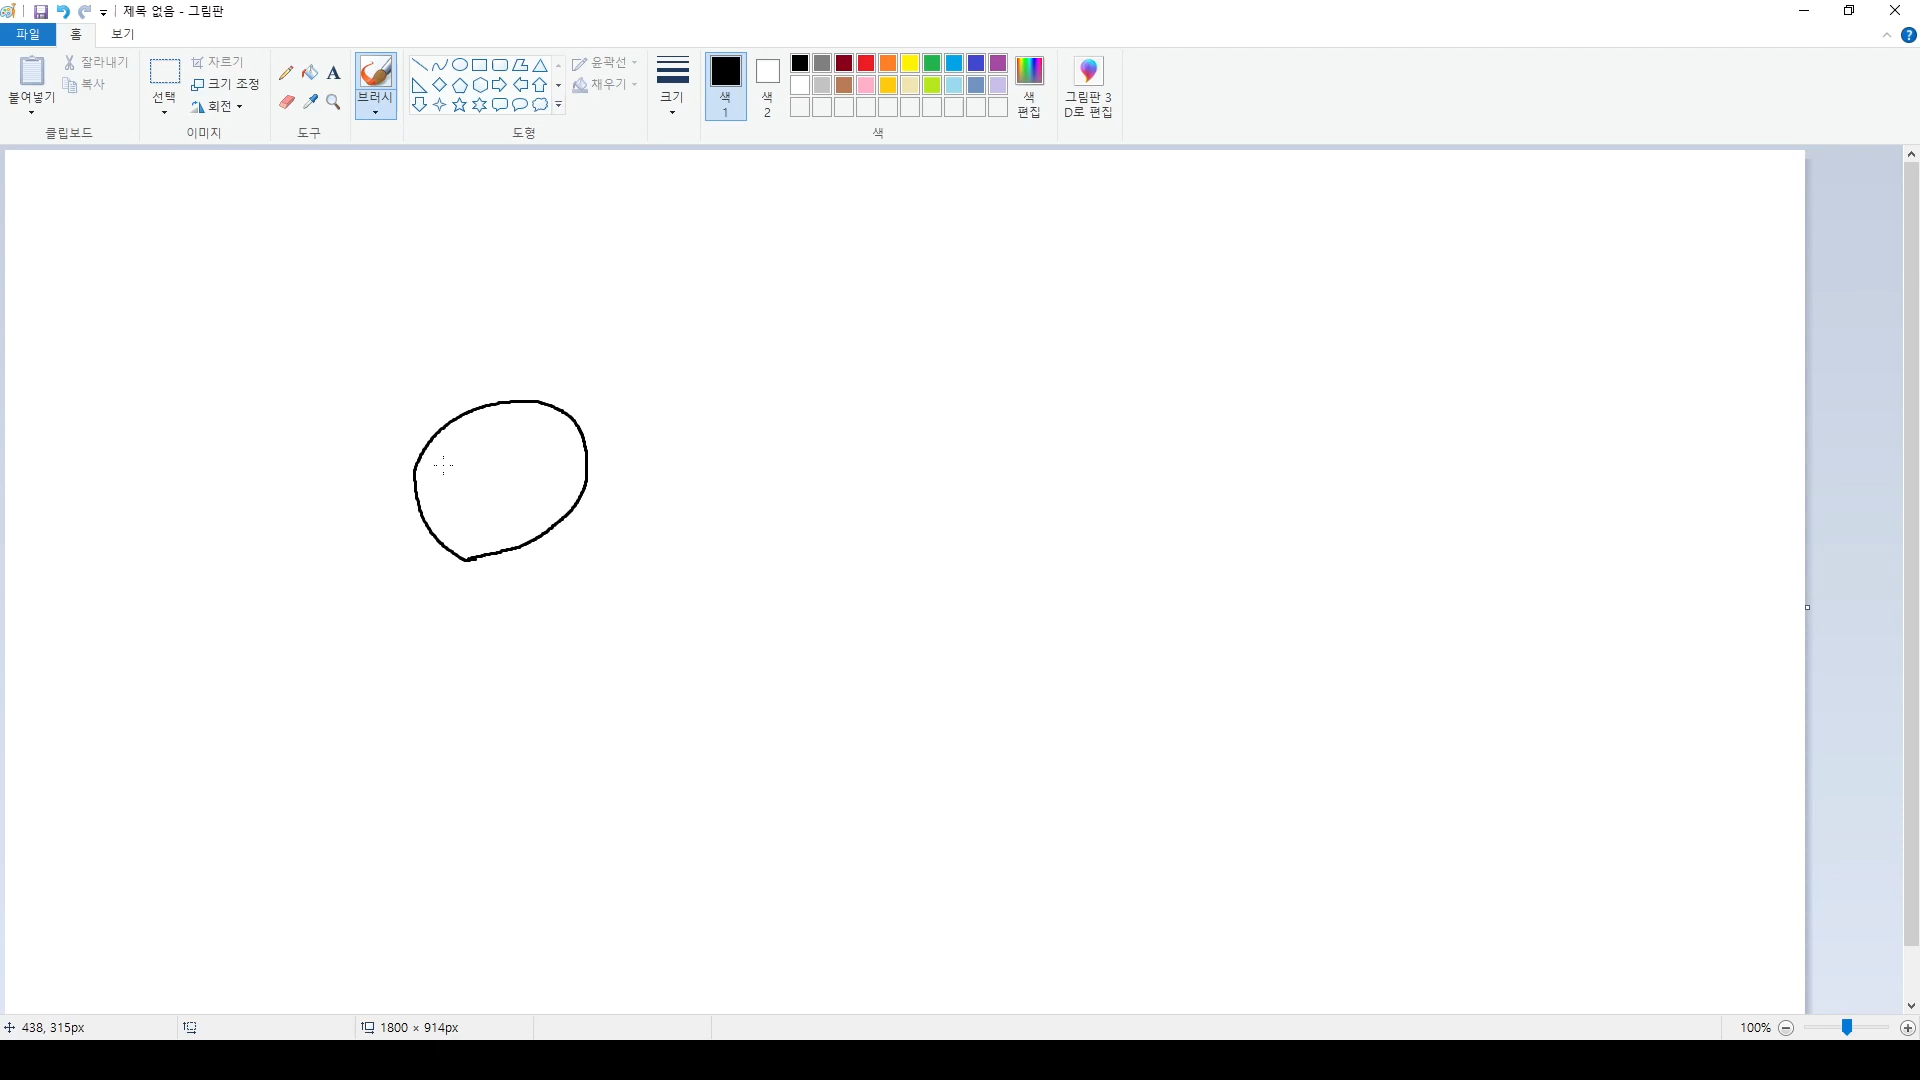 제목 없음 - 그림판
파일 홈 보기
붙여넣기
잘라내기
복사
클립보드
선택
자르기
크기 조정
회전
이미지
A
도구
브러시
윤곽선
채우기
도형
크기
색
1
색
2
색
편집
색
그림판 3
D로 편집
438, 315px
1800 × 914px
100%